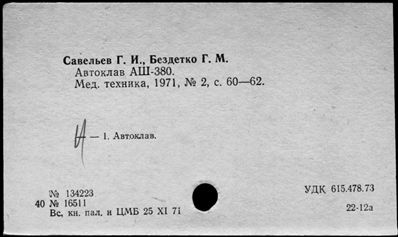 Савельев Г. И., Бездетко Г. М.
Автоклав АШ-380.
Мед. техника, 1971, № 2, с. 60—62.
— 1. Автоклав.
№ 134223
40 № 16511
Вс. кн. пал. и ЦМБ 25 XI 71
УДК 615.478.73
22-12а